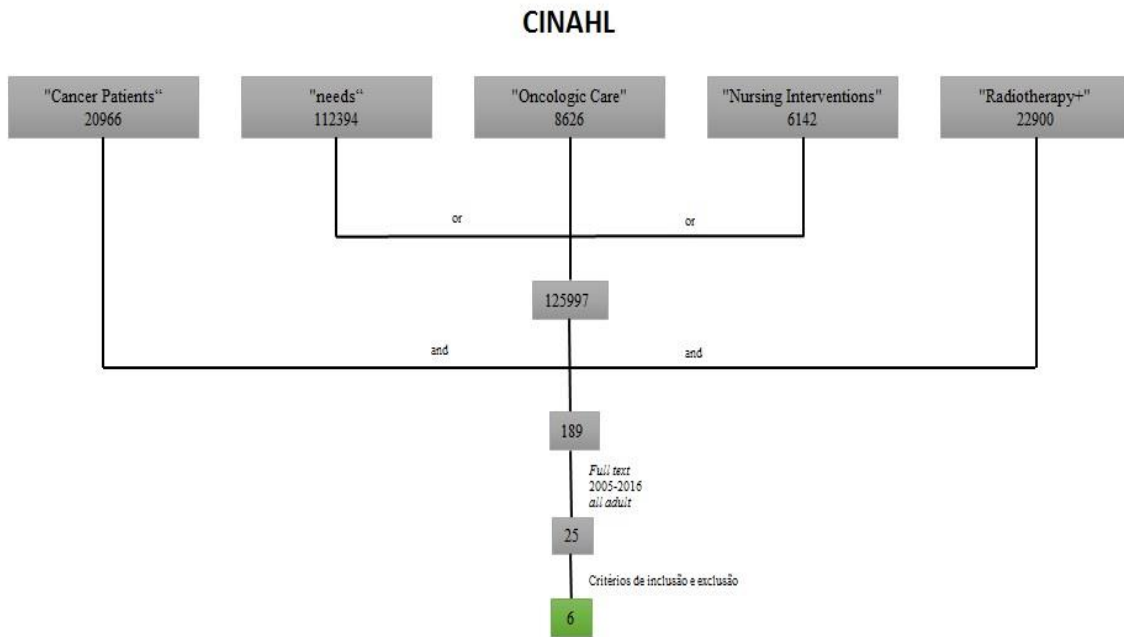 CINAHL
"Cancer Patients“
20966
"needs“
112394
"Oncologic Care"
8626
"Nursing Interventions"
6142
"Radiotherapy+"
22900
or
or
125997
and
and
189
Full text
2005-2016
all adult
25
Critérios de inclusão e exclusão
6